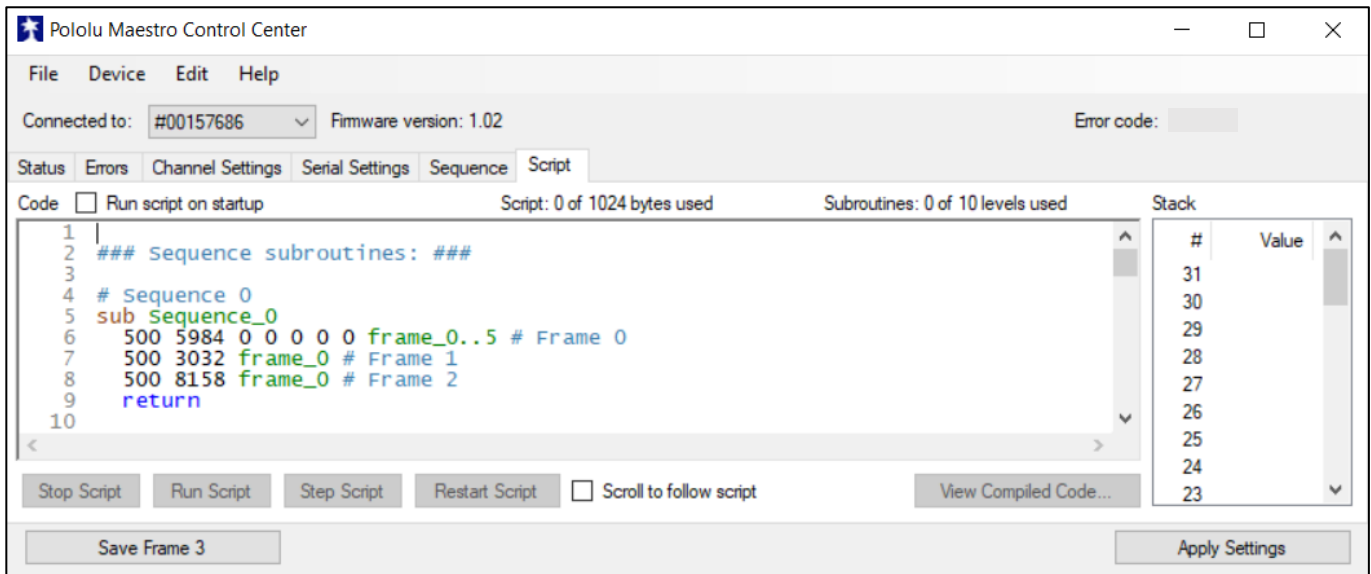 Pololu Maestro Control Center
File Device Edit Help
Connected to: #00157686 Firmware version: 1.02 Error code:
Status Errors Channel Settings Serial Settings Sequence Script
Code Run script on startup Script: 0 of 1024 bytes used Subroutines: 0 of 10 levels used Stack
1
2 ### Sequence subroutines: ###
3
4 # Sequence 0
5 sub Sequence_0
6 500 5984 0 0 0 0 0 frame_0..5 # Frame 0
7 500 3032 frame_0 # Frame 1
8 500 8158 frame_0 # Frame 2
9 return
10
# Value
31
30
29
28
27
26
25
24
23
Stop Script Run Script Step Script Restart Script Scroll to follow script View Compiled Code...
Save Frame 3 Apply Settings